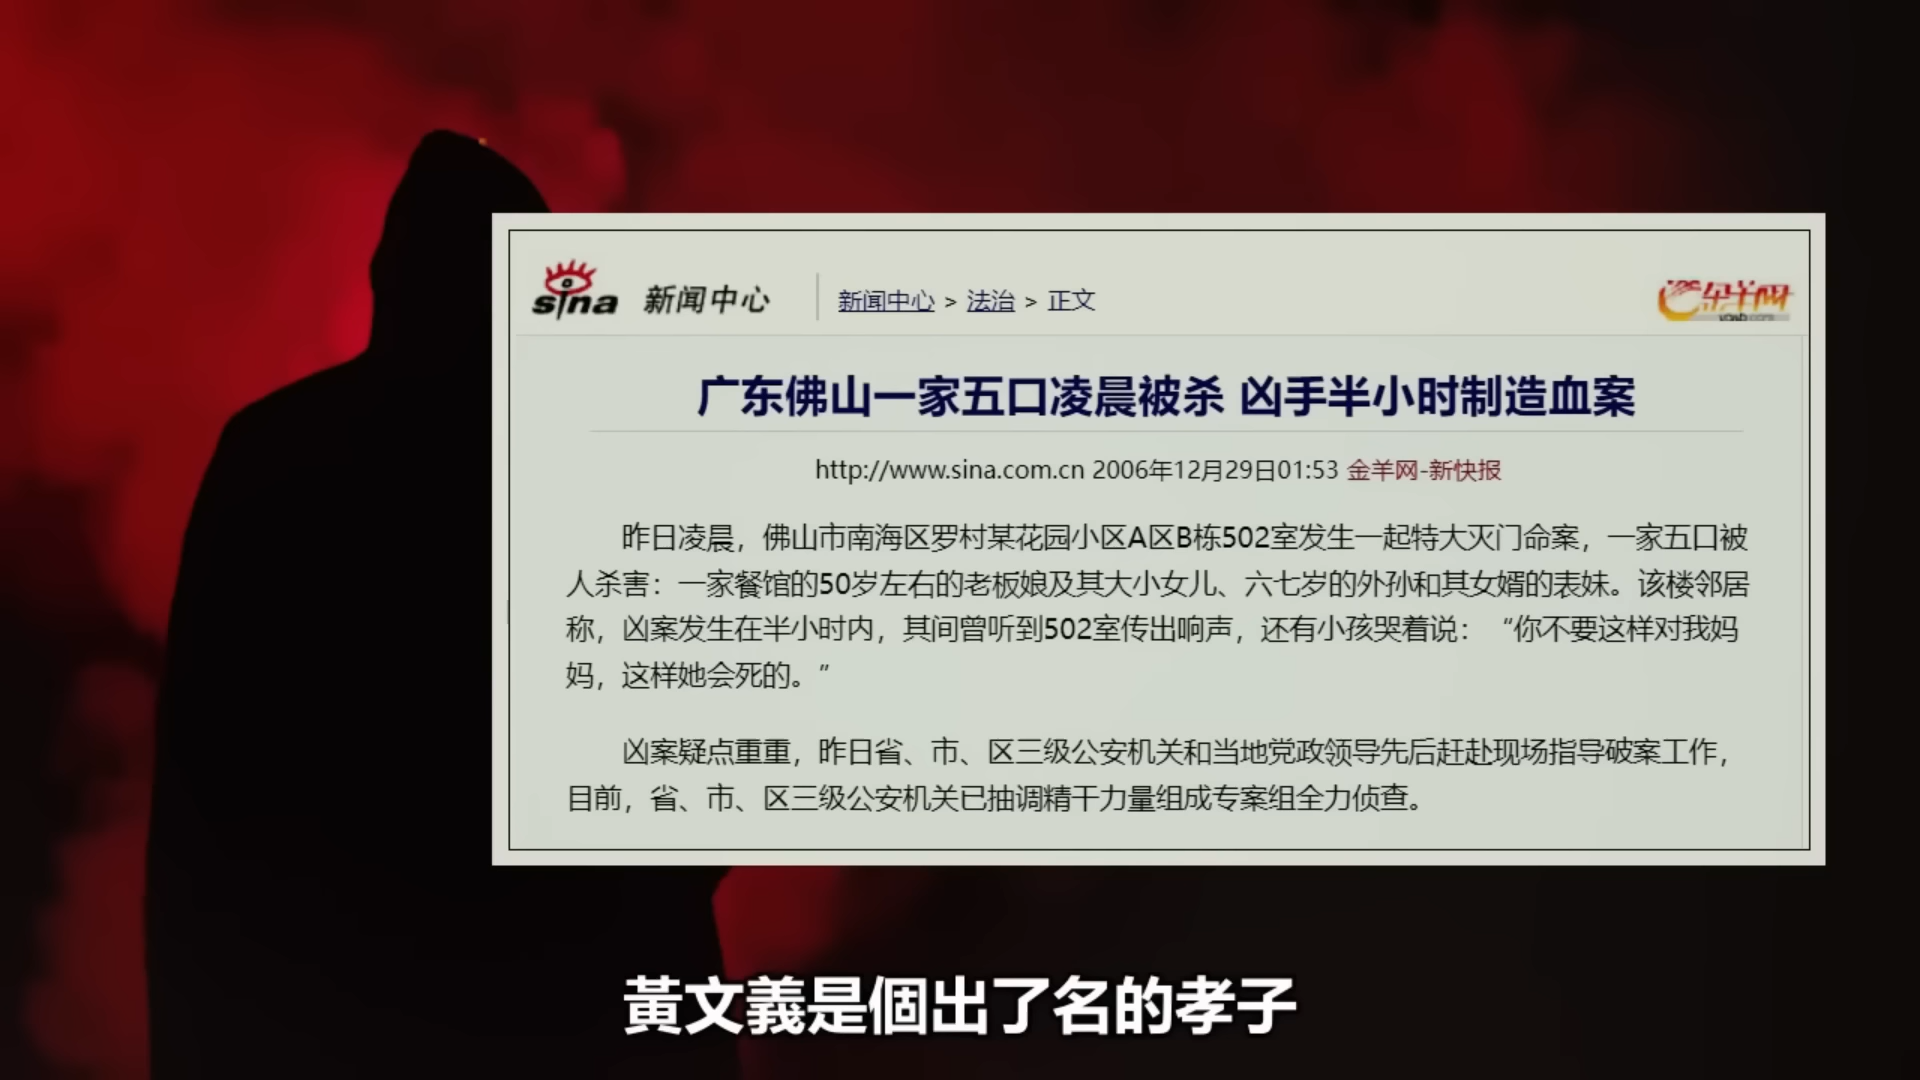 sina 新闻中心 新闻中心 > 法治 > 正文 金羊网
广东佛山一家五口凌晨被杀 凶手半小时制造血案
http://www.sina.com.cn 2006年12月29日01:53 金羊网-新快报
昨日凌晨，佛山市南海区罗村某花园小区A区B栋502室发生一起特大灭门命案，一家五口被
人杀害：一家餐馆的50岁左右的老板娘及其大小女儿、六七岁的外孙和其女婿的表妹。该楼邻居
称，凶案发生在半小时内，其间曾听到502室传出响声，还有小孩哭着说：“你不要这样对我妈
妈，这样她会死的。”
凶案疑点重重，昨日省、市、区三级公安机关和当地党政领导先后赶赴现场指导破案工作，
目前，省、市、区三级公安机关已抽调精干力量组成专案组全力侦查。
黃文義是個出了名的孝子